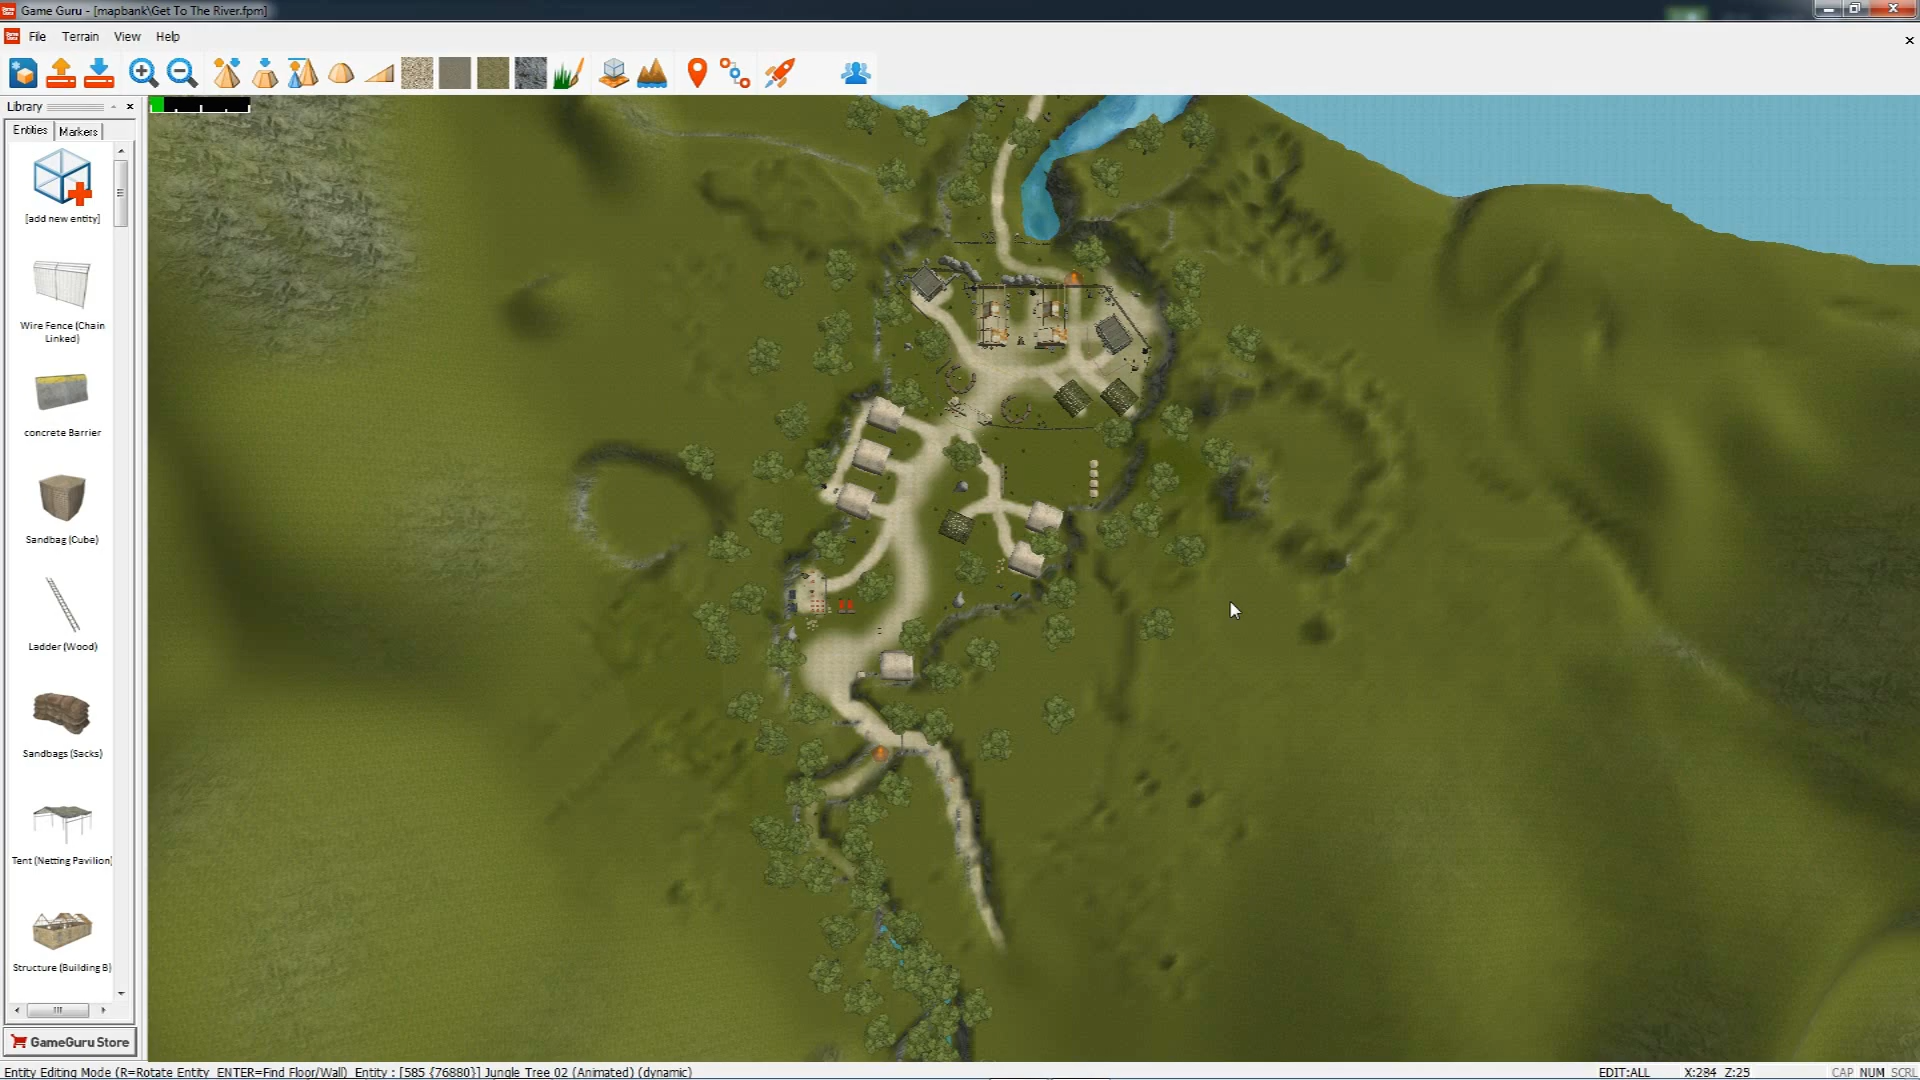 Game Guru - [mapbank\Get To The River.fpm]
File Terrain View Help
Library
Entities Markers
[add new entity]
Wire Fence (Chain
Linked)
concrete Barrier
Sandbag (Cube)
Ladder (Wood)
Sandbags (Sacks)
Tent (Netting Pavilion)
Structure (Building B)
GameGuru Store
Entity Editing Mode (R=Rotate Entity ENTER=Find Floor/Wall) Entity : [585 {76880}] Jungle Tree_02 (Animated) (dynamic)
EDIT:ALL X:284 Z:25 CAP NUM SCRL